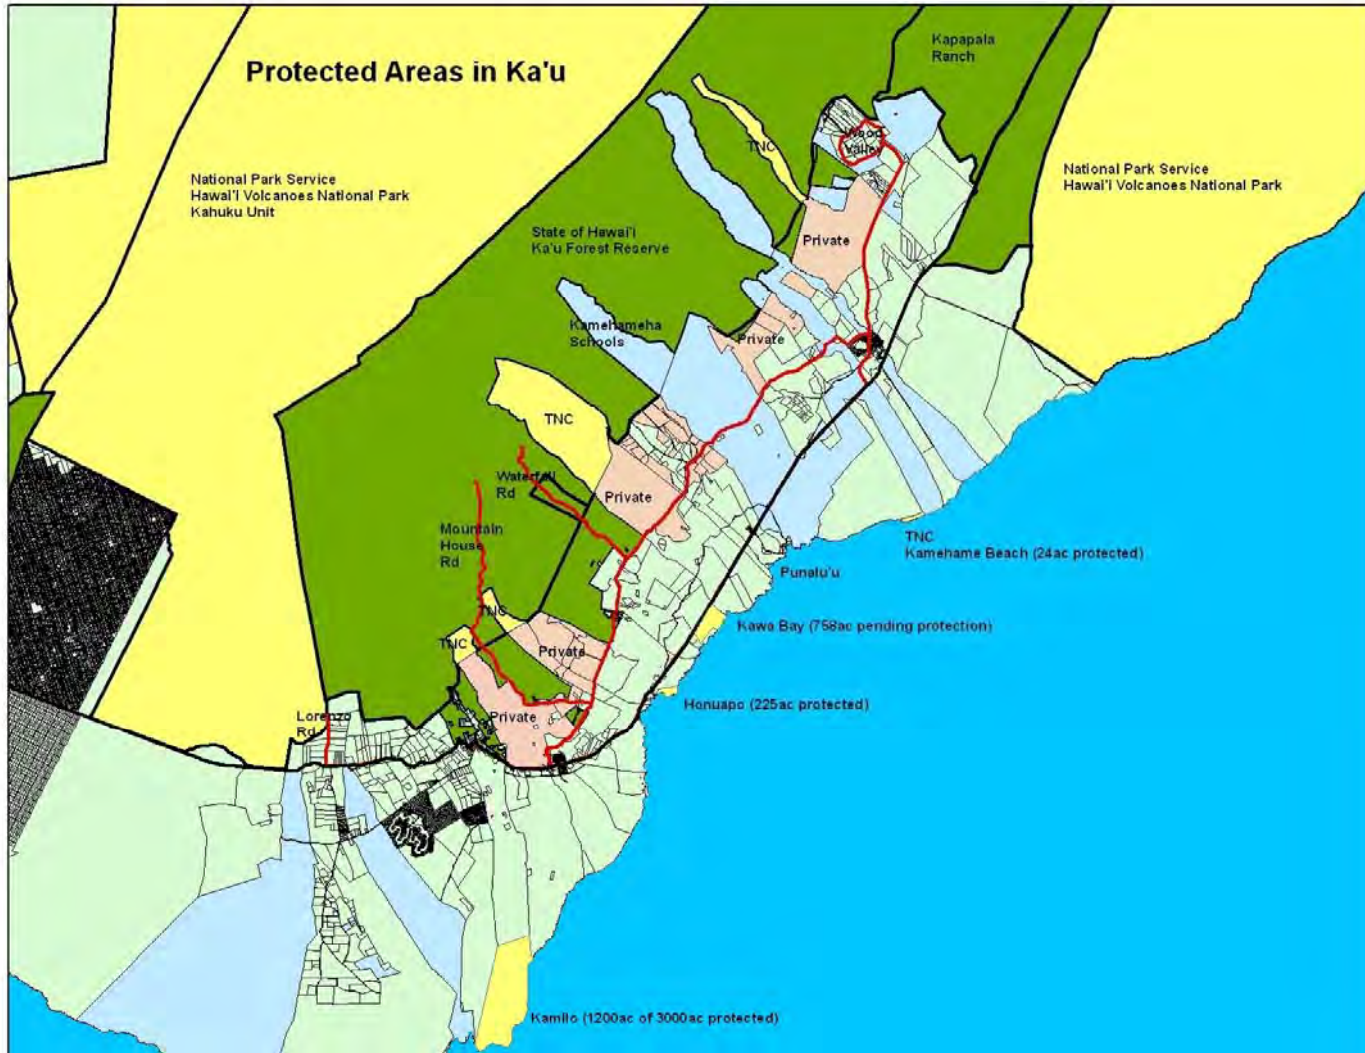 Protected Areas in Ka'u
Kapapala
Ranch
Wood
Valley
TNC
National Park Service
Hawai'i Volcanoes National Park
Kahuku Unit
National Park Service
Hawai'i Volcanoes National Park
State of Hawai'i
Ka'u Forest Reserve
Private
Kamehameha
Schools
Private
TNC
Waterfall
Rd
Private
Mountain
House
Rd
TNC
Kamehame Beach (24ac protected)
Punalu'u
TNC
Kawa Bay (758ac pending protection)
TNC
Private
Honuapo (225ac protected)
Lorenzo
Rd
Private
Kamilo (1200ac of 3000ac protected)